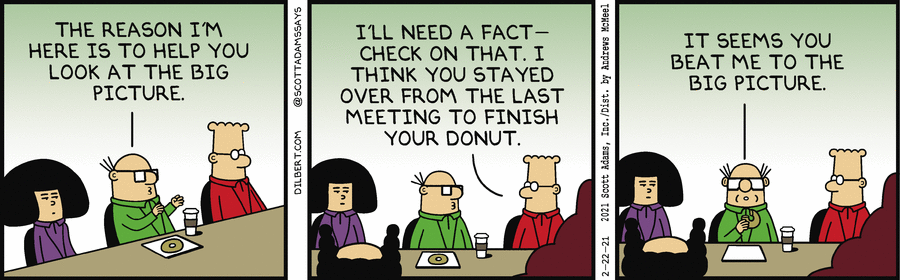 THE REASON I'M
HERE IS TO HELP YOU
LOOK AT THE BIG
PICTURE.
DILBERT.COM @SCOTTADAMSSAYS
I'LL NEED A FACT-
CHECK ON THAT. I
THINK YOU STAYED
OVER FROM THE LAST
MEETING TO FINISH
YOUR DONUT.
2-22-21 2021 Scott Adams, Inc./Dist. by Andrews McMeel
IT SEEMS YOU
BEAT ME TO THE
BIG PICTURE.